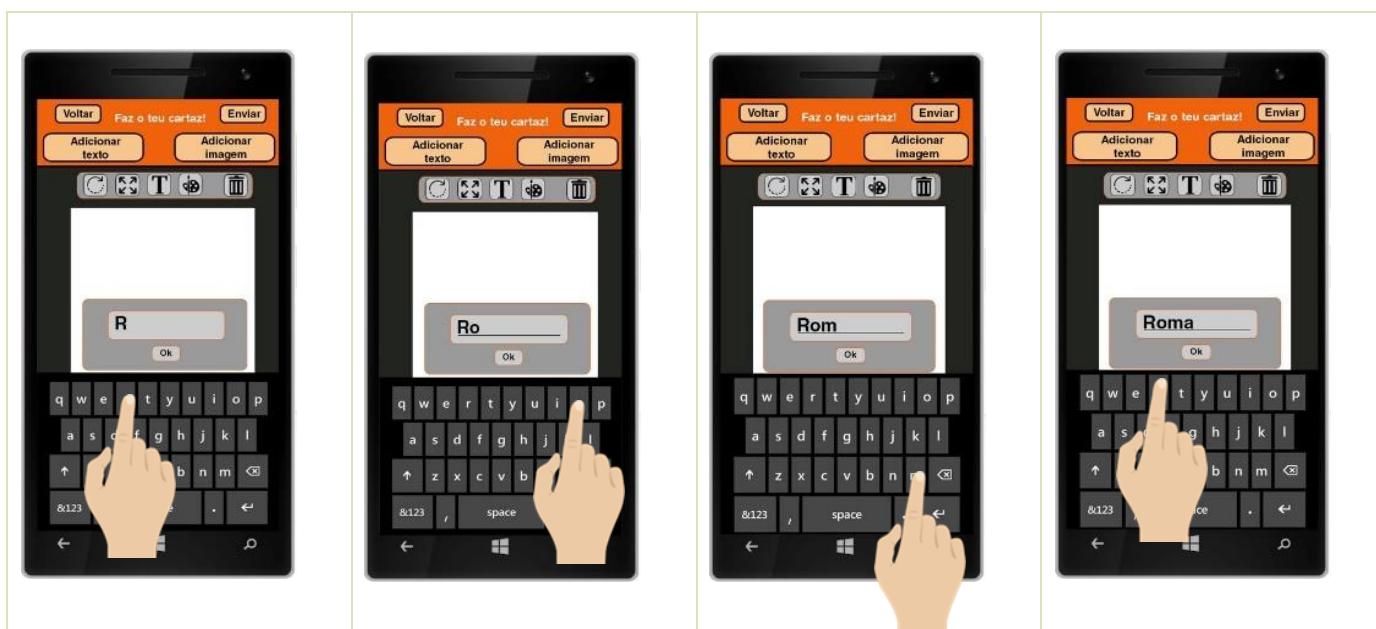 Voltar Faz o teu cartaz! Enviar
Adicionar texto Adicionar imagem
T
R
Ok
q w e t y u i o p
a s f g h j k l
b n m
&123 e .
Voltar Faz o teu cartaz! Enviar
Adicionar texto Adicionar imagem
T
Ro
Ok
q w e r t y u i p
a s d f g h j l
z x c v b
&123 , space
Voltar Faz o teu cartaz! Enviar
Adicionar texto Adicionar imagem
T
Rom
Ok
q w e r t y u i o p
a s d f g h j k l
z x c v b n m
&123 , space .
Voltar Faz o teu cartaz! Enviar
Adicionar texto Adicionar imagem
T
Roma
Ok
q w e t y u i o p
a s g h j k l
b n m
&123 ce .